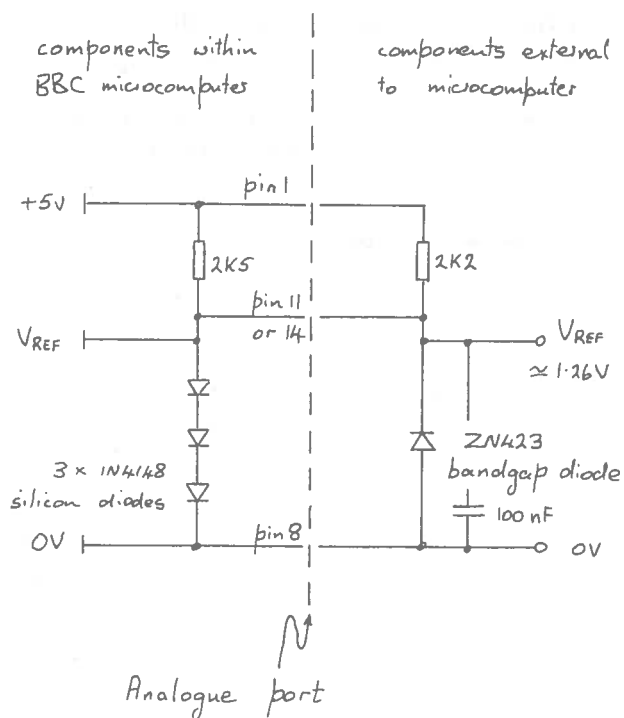 components within
BBC microcomputer
components external
to microcomputer
+5V
pin 1
2K5
2K2
pin 11
or 14
VREF
VREF
≃ 1.26V
3 x 1N4148
silicon diodes
ZN423
bandgap diode
100 nF
0V
pin 8
0V
Analogue port